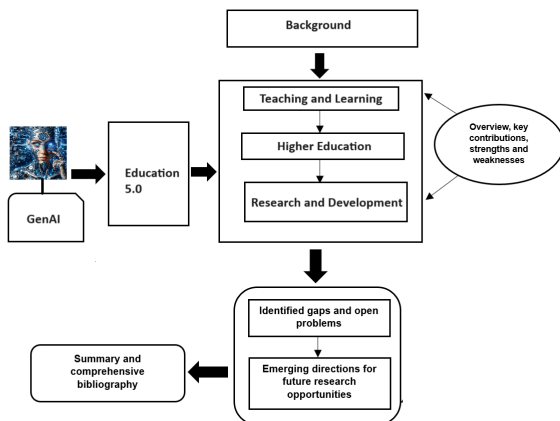 Background
Teaching and Learning
Higher Education
Research and Development
Overview, key
contributions,
strengths and
weaknesses
Education
5.0
GenAI
Identified gaps and open
problems
Emerging directions for
future research
opportunities
Summary and
comprehensive
bibliography